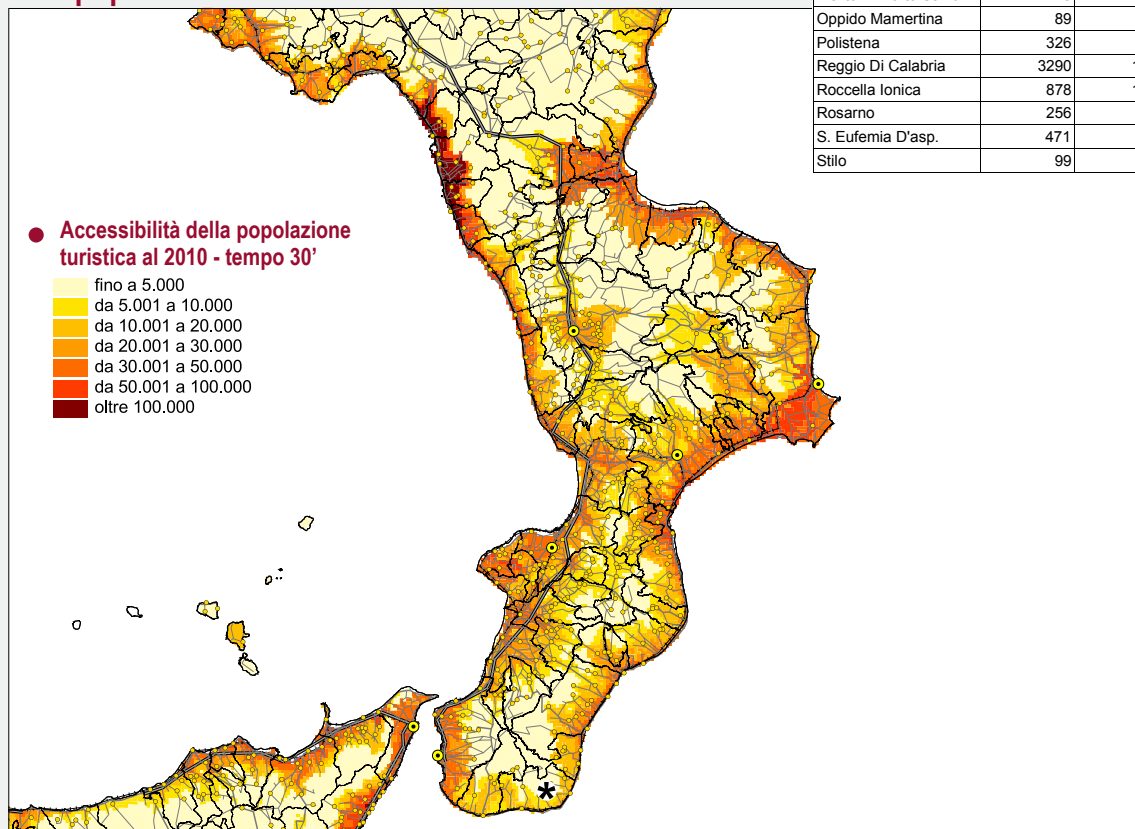 Oppido Mamertina 89
Polistena 326
Reggio Di Calabria 3290 1
Roccella Ionica 878 1
Rosarno 256
S. Eufemia D'asp. 471
Stilo 99
Accessibilità della popolazione
turistica al 2010 - tempo 30’
fino a 5.000
da 5.001 a 10.000
da 10.001 a 20.000
da 20.001 a 30.000
da 30.001 a 50.000
da 50.001 a 100.000
oltre 100.000
*